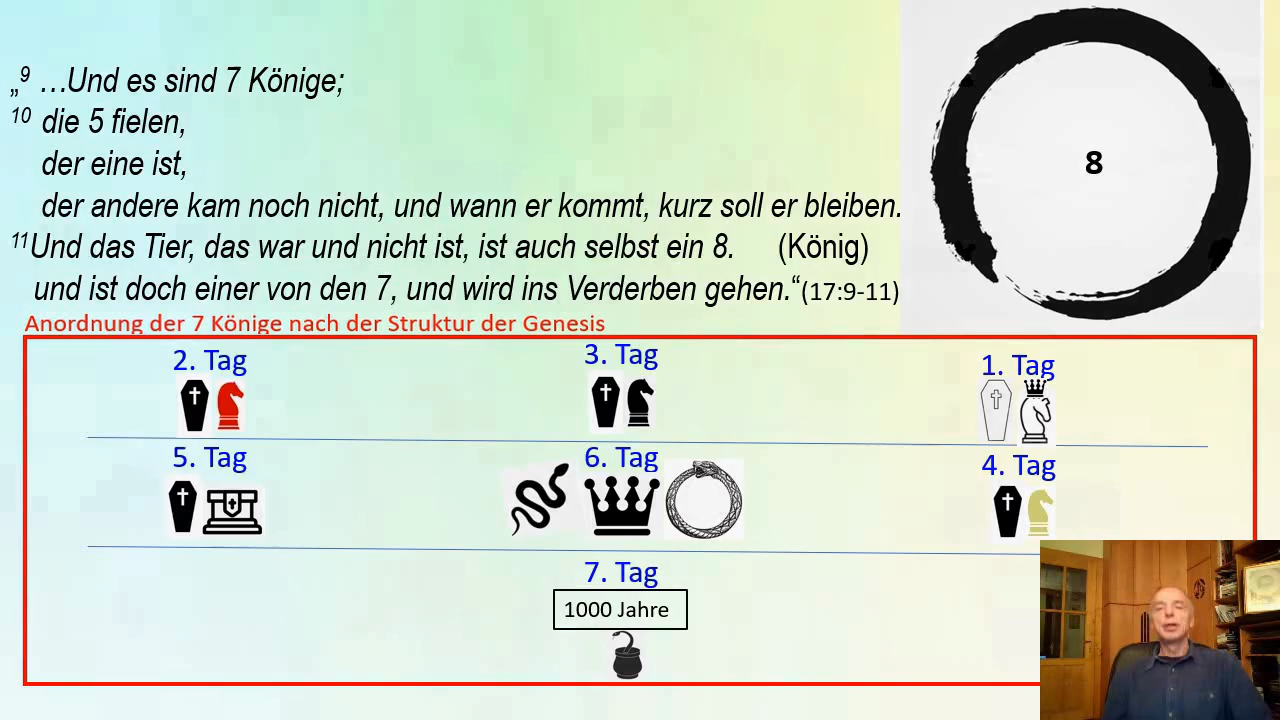 „9 …Und es sind 7 Könige;
10 die 5 fielen,
der eine ist,
der andere kam noch nicht, und wann er kommt, kurz soll er bleiben.
11Und das Tier, das war und nicht ist, ist auch selbst ein 8. (König)
und ist doch einer von den 7, und wird ins Verderben gehen.“(17:9-11)
8
Anordnung der 7 Könige nach der Struktur der Genesis
2. Tag
3. Tag
1. Tag
5. Tag
6. Tag
4. Tag
7. Tag
1000 Jahre